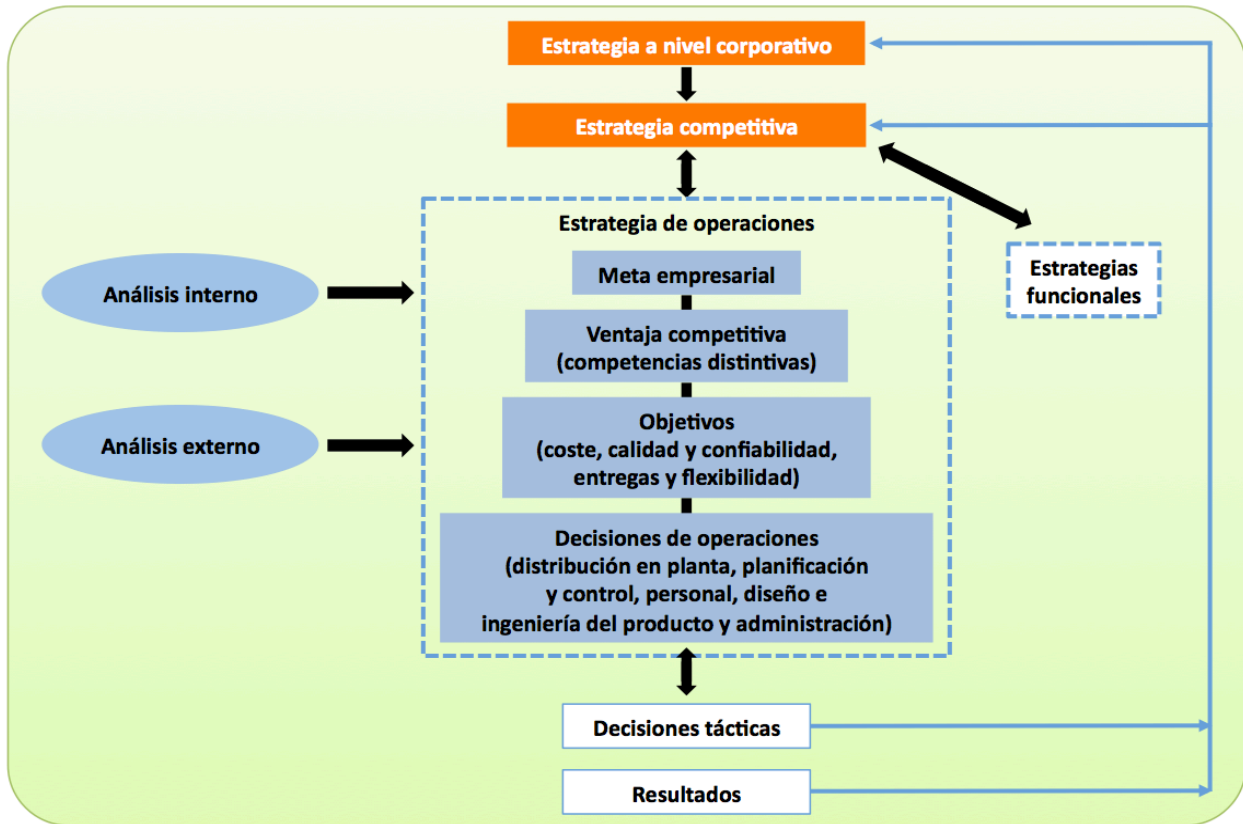 Estrategia a nivel corporativo
Estrategia competitiva
Estrategia de operaciones
Meta empresarial
Análisis interno
Estrategias
funcionales
Ventaja competitiva
(competencias distintivas)
Análisis externo
Objetivos
(coste, calidad y confiabilidad,
entregas y flexibilidad)
Decisiones de operaciones
(distribución en planta, planificación
y control, personal, diseño e
ingeniería del producto y administración)
Decisiones tácticas
Resultados